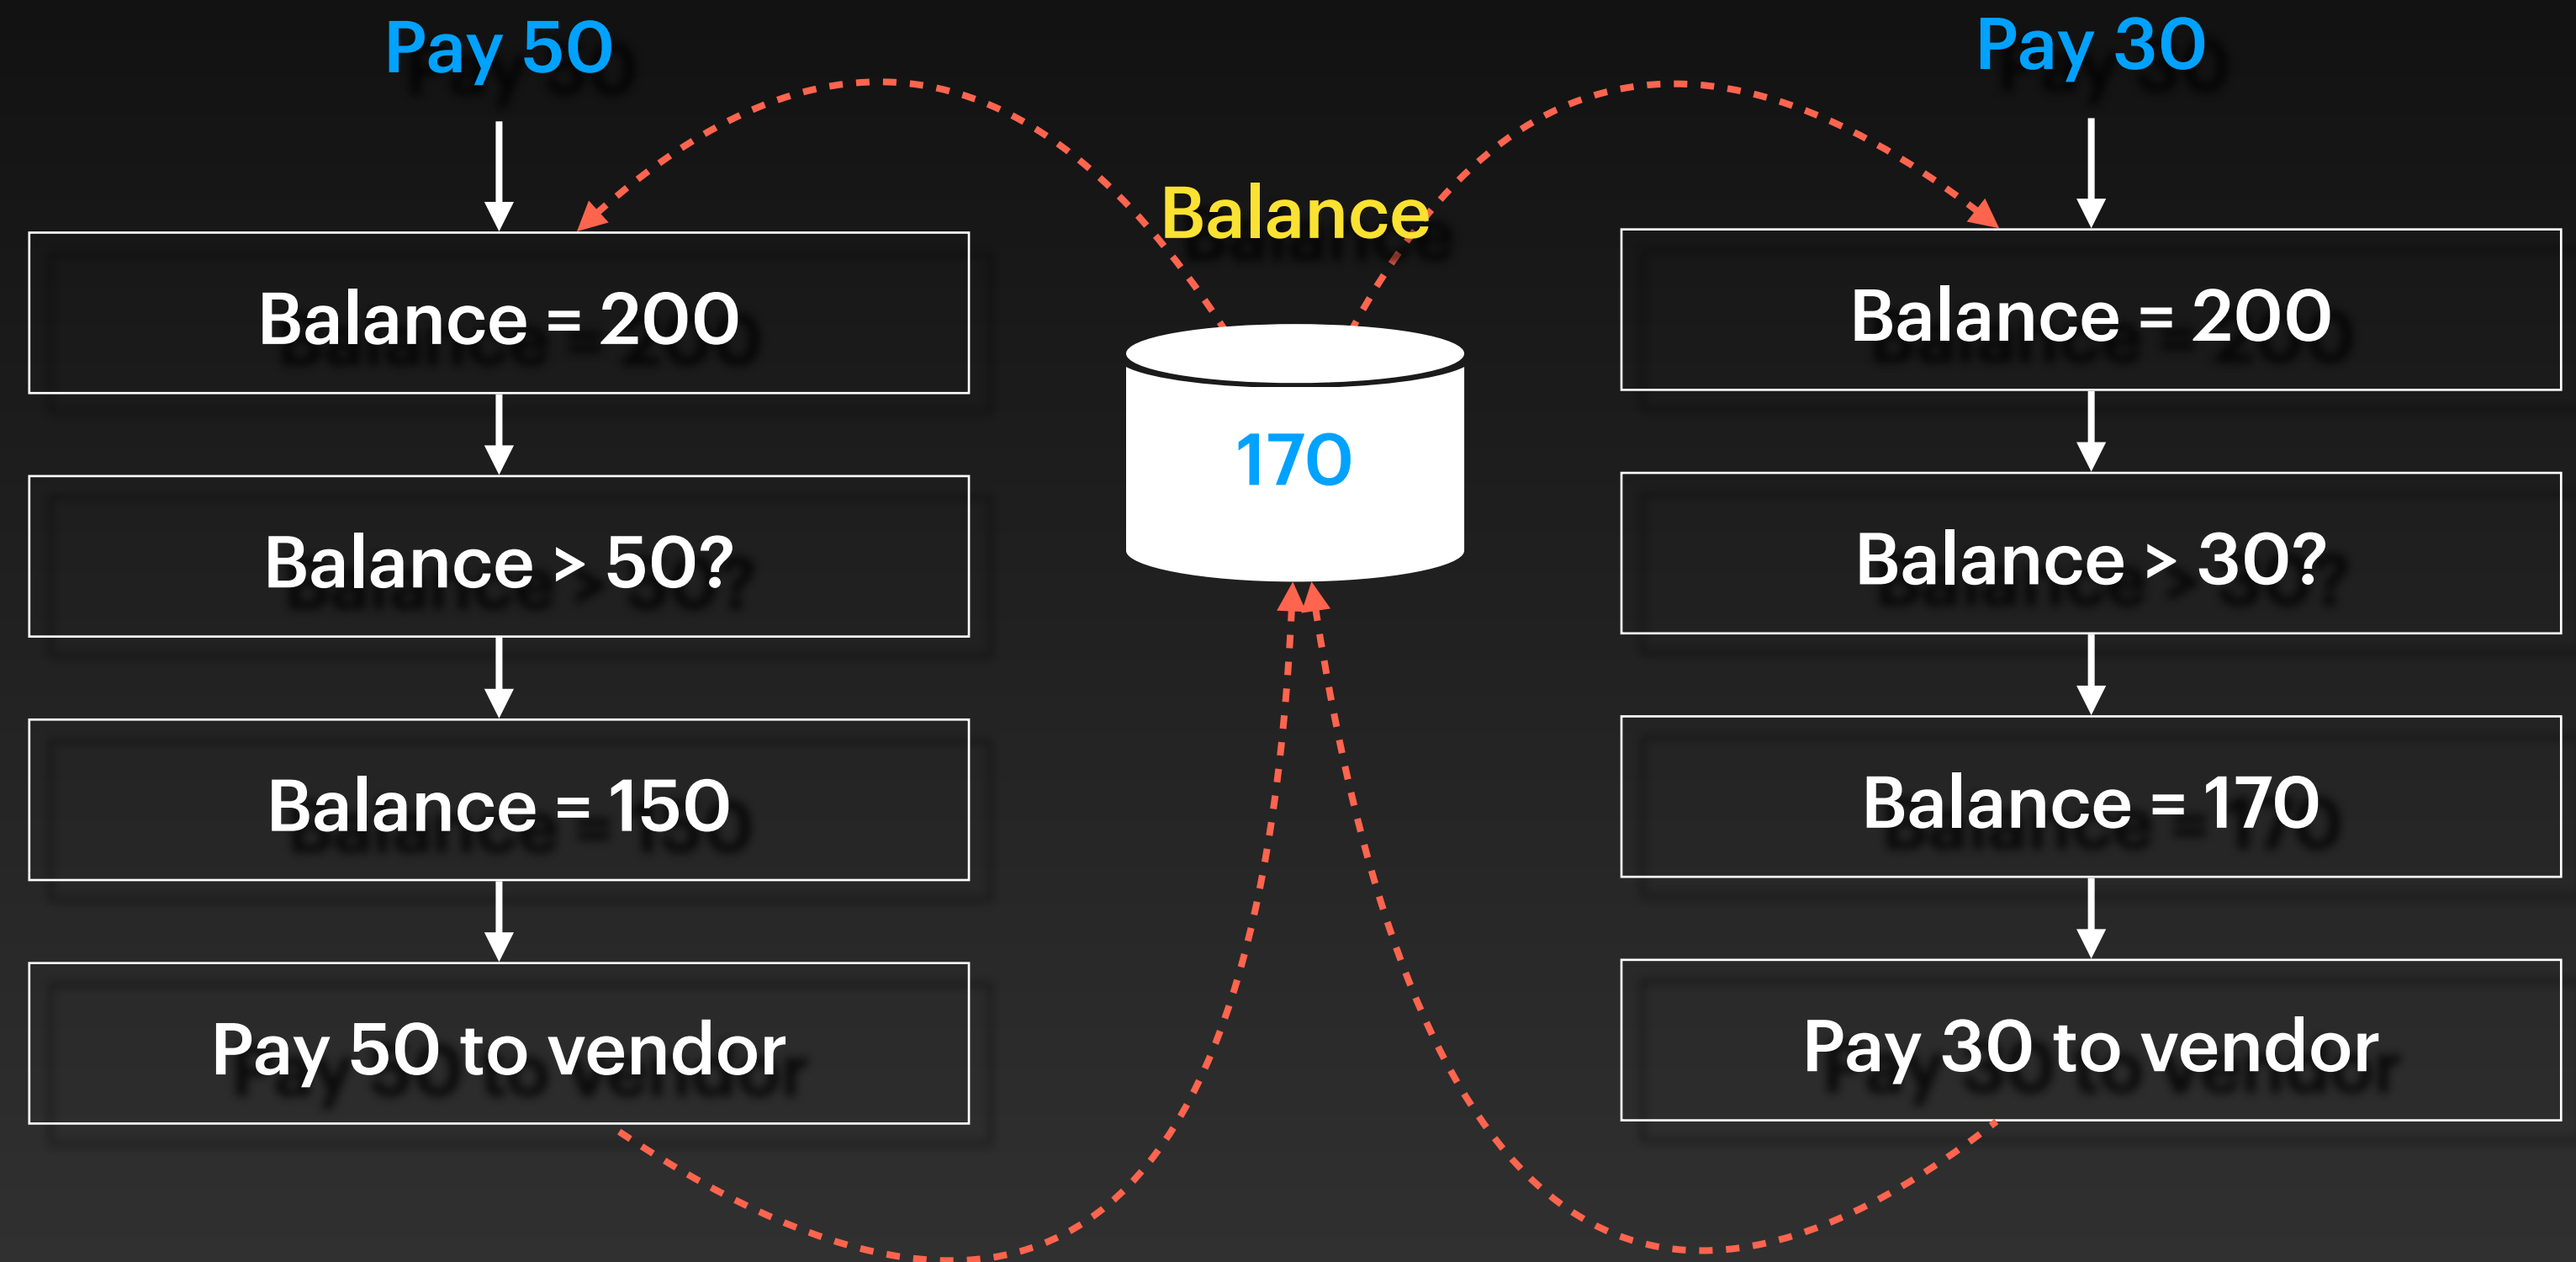 Pay 50
Balance = 200
Balance > 50?
Balance = 150
Pay 50 to vendor
Balance
170
Pay 30
Balance = 200
Balance > 30?
Balance = 170
Pay 30 to vendor